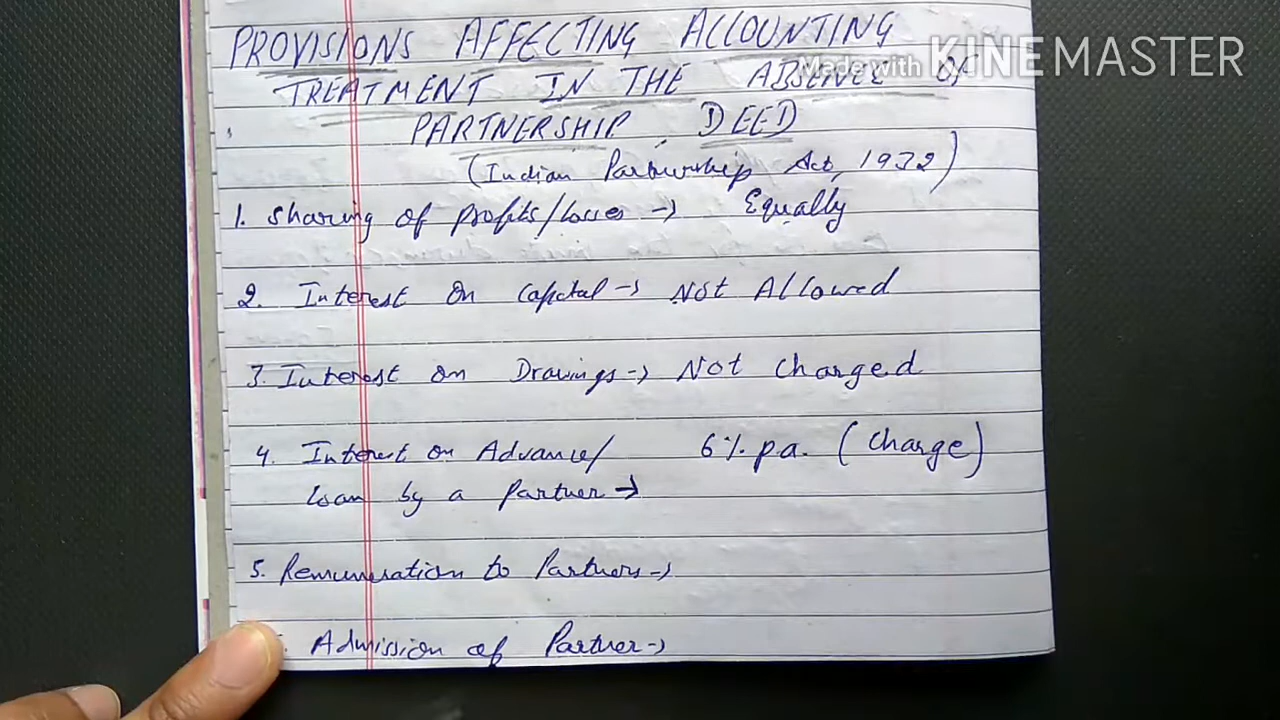 PROVISIONS AFFECTING ACCOUNTING
Made with KINEMASTER
TREATMENT IN THE ABSENCE OF
PARTNERSHIP DEED
(Indian Partnership Act, 1932)
1. Sharing of Profits/Losses → Equally
2. Interest on Capital → Not Allowed
3. Interest on Drawings → Not Charged
4. Interest on Advance/ 6% p.a. (Charge)
Loan by a Partner →
5. Remuneration to Partners →
Admission of Partner →